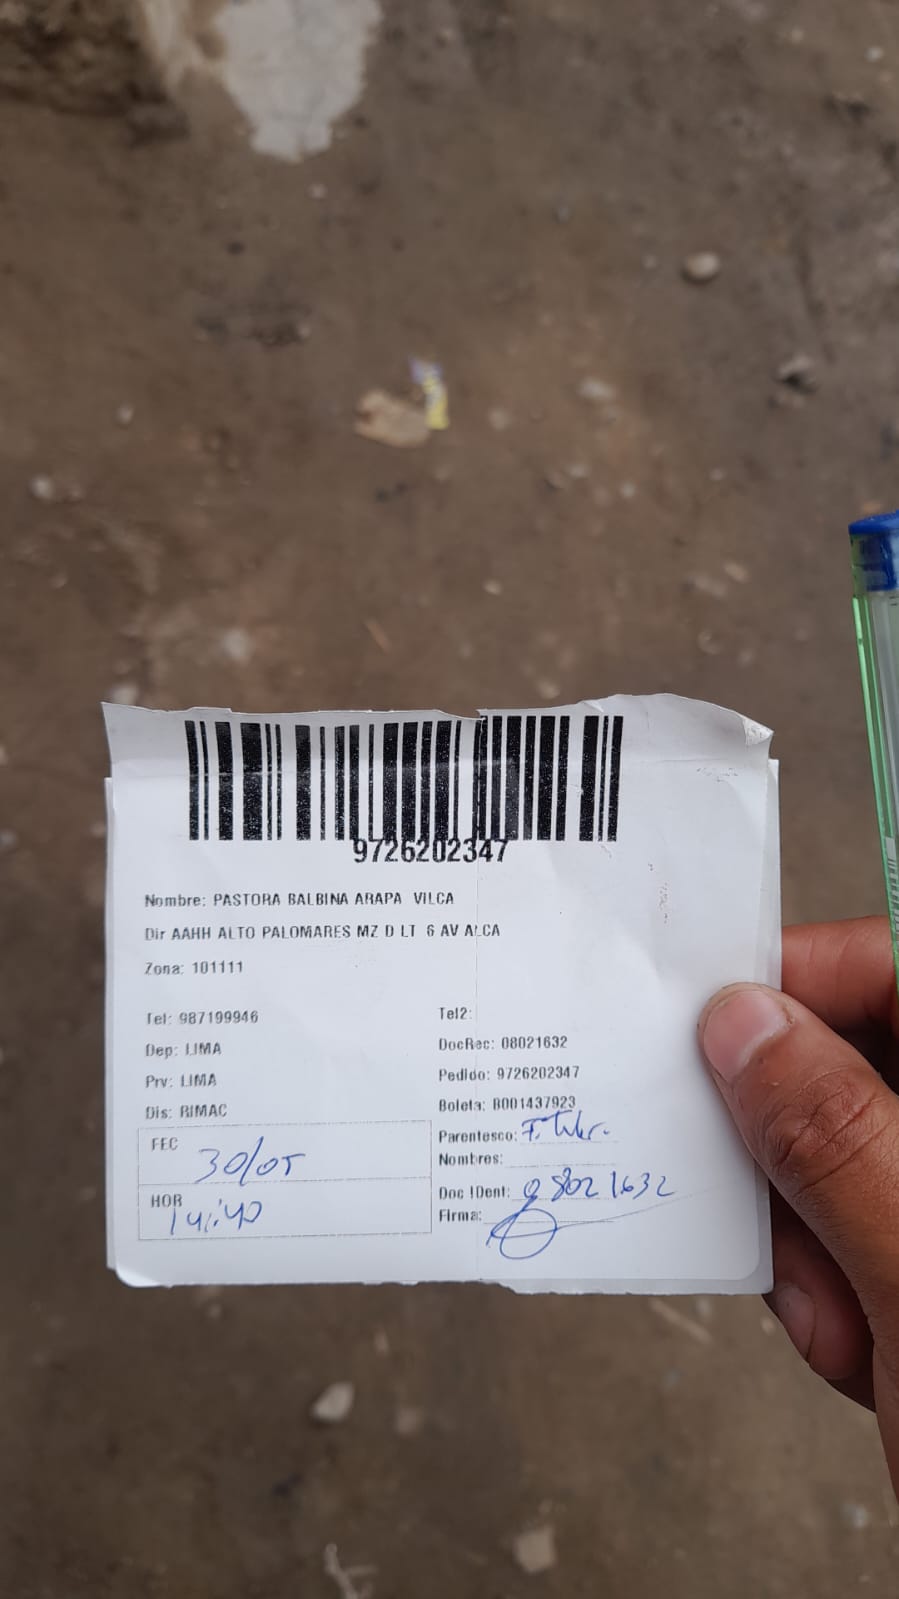 9726202347
Nombre: PASTORA BALBINA ARAPA VILCA
Dir AAHH ALTO PALOMARES MZ D LT 6 AV ALCA
Zona: 101111
Tel: 987199946
Dep: LIMA
Prv: LIMA
Dis: RIMAC
FEC 30/05
HOR 14:40
Tel2:
DocRec: 08021632
Pedido: 9726202347
Boleta: B001437923
Parentesco:
Nombres:
Doc IDent: 08021632
Firma: